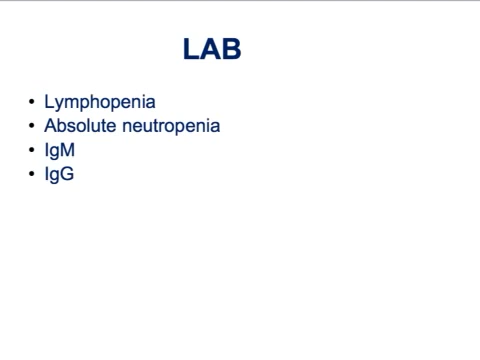 LAB
• Lymphopenia
• Absolute neutropenia
• IgM
• IgG